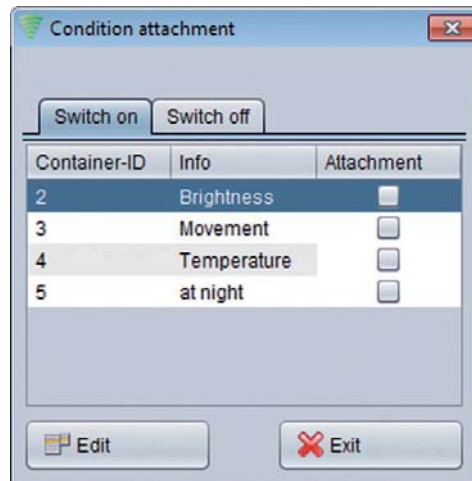 Condition attachment
Switch on Switch off
Container-ID Info Attachment
2 Brightness
3 Movement
4 Temperature
5 at night
Edit Exit